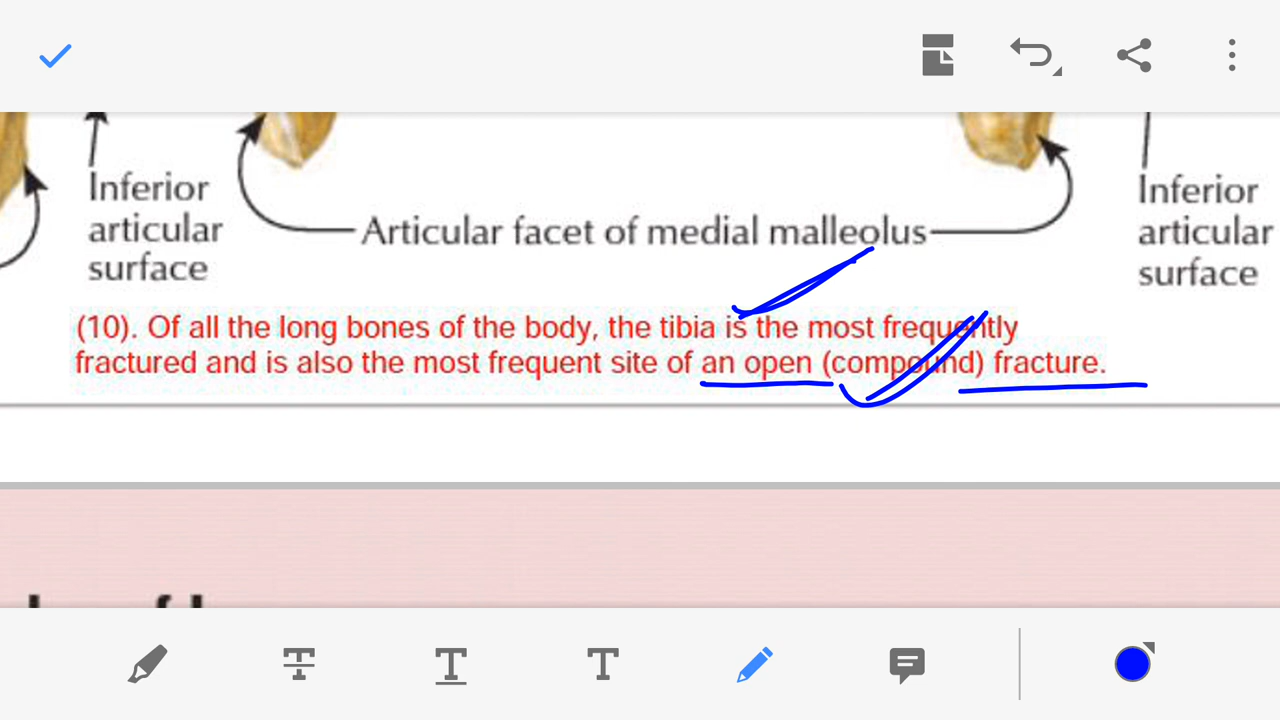 Inferior
articular
surface
Articular facet of medial malleolus
Inferior
articular
surface
(10). Of all the long bones of the body, the tibia is the most frequently
fractured and is also the most frequent site of an open (compound) fracture.
T
T
T